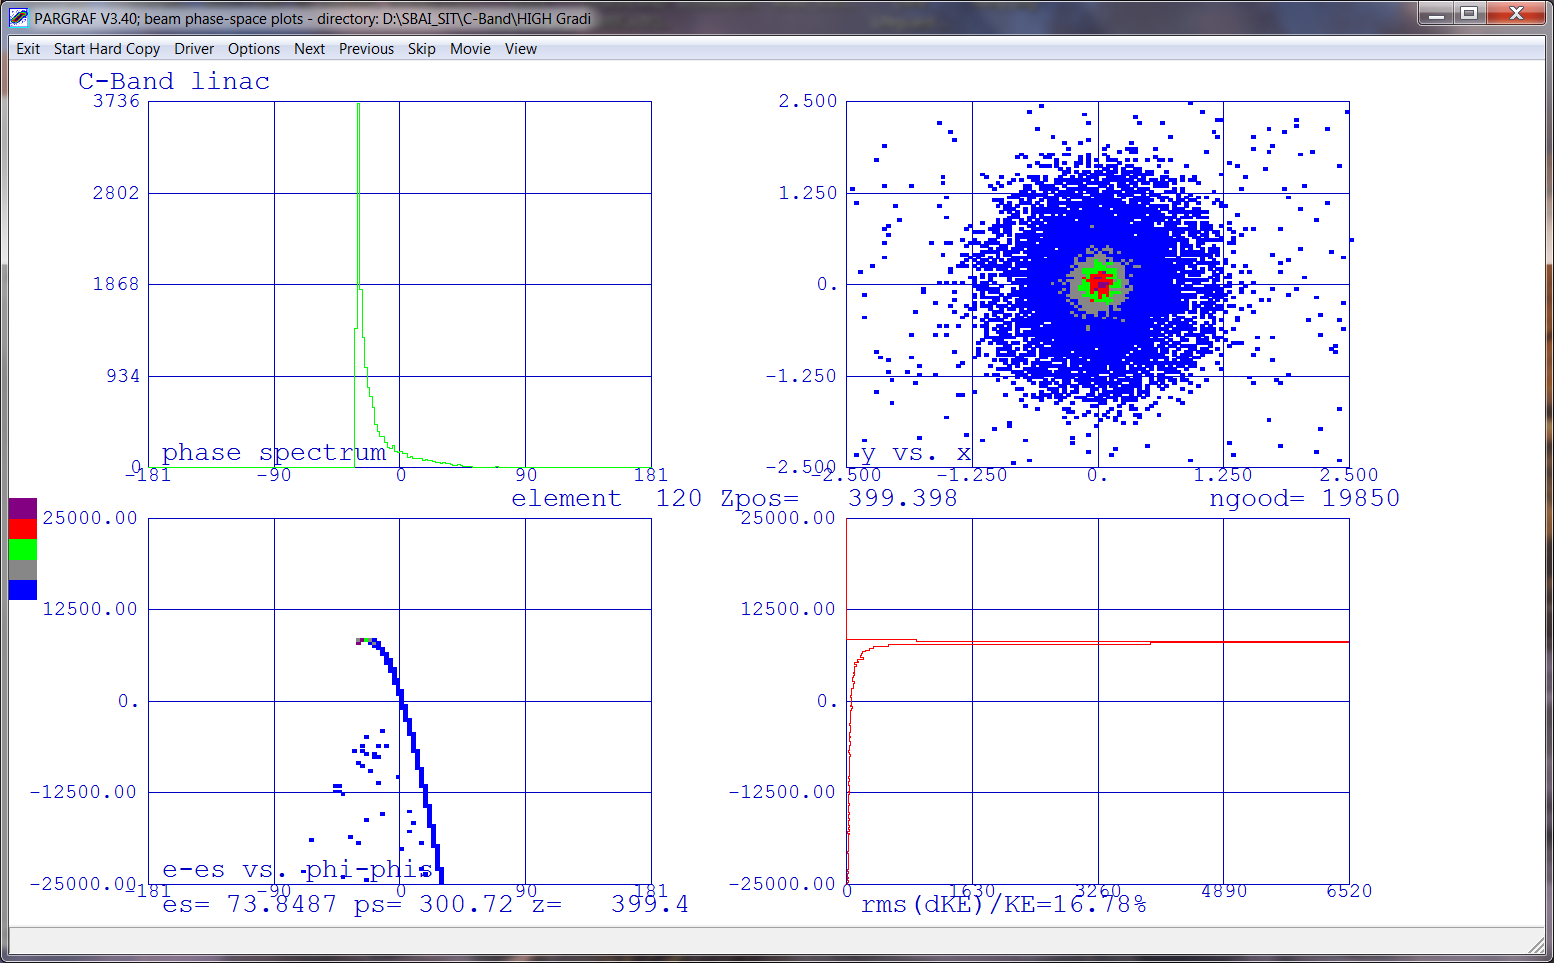 PARGRAF V3.40; beam phase-space plots - directory: D:\SBAI_SIT\C-Band\HIGH Gradi
Exit Start Hard Copy Driver Options Next Previous Skip Movie View
C-Band linac
3736
2802
1868
934
0
phase spectrum
-181 -90 0 90 181
2.500
1.250
0.
-1.250
-2.500
y vs. x
-2.500 -1.250 0. 1.250 2.500
element 120 Zpos= 399.398 ngood= 19850
25000.00
12500.00
0.
-12500.00
-25000.00
e-es vs. phi-phis
-181 -90 0 90 181
es= 73.8487 ps= 300.72 z= 399.4
25000.00
12500.00
0.
-12500.00
-25000.00
0 1630 3260 4890 6520
rms(dKE)/KE=16.78%